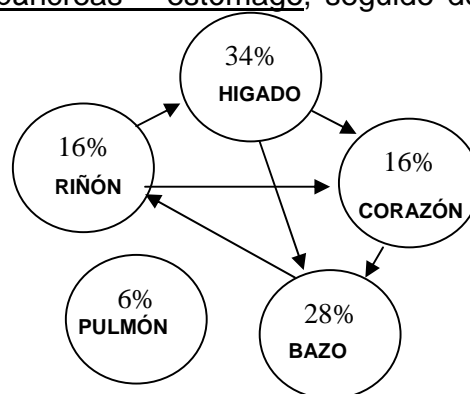 páncreas – estómago, seguido de
34%
HIGADO
16%
RIÑÓN
16%
CORAZÓN
6%
PULMÓN
28%
BAZO